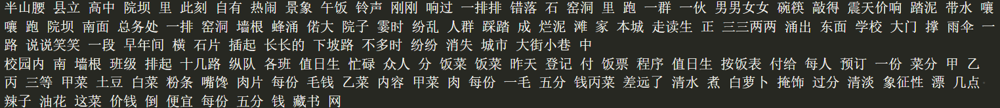 半山腰 县立 高中 院坝 里 此刻 自有 热闹 景象 午饭 铃声 刚刚 响过 一排排 错落 石 窑洞 里 跑 一群 一伙 男男女女 碗筷 敲得 震天价响 踏泥 带水 嚷
嚷 跑 院坝 南面 总务处 一排 窑洞 墙根 蜂涌 偌大 院子 霎时 纷乱 人群 踩踏 成 烂泥 滩 家 本城 走读生 正 三三两两 涌出 东面 学校 大门 撑 雨伞 一
路 说说笑笑 一段 早年间 横 石片 插起 长长的 下坡路 不多时 纷纷 消失 城市 大街小巷 中
校园内 南 墙根 班级 排起 十几路 纵队 各班 值日生 忙碌 众人 分 饭菜 饭菜 昨天 登记 付 饭票 程序 值日生 按饭表 付给 每人 预订 一份 菜分 甲 乙
丙 三等 甲菜 土豆 白菜 粉条 嘴馋 肉片 每份 毛钱 乙菜 内容 甲菜 肉 每份 一毛 五分 钱丙菜 差远了 清水 煮 白萝卜 掩饰 过分 清淡 象征性 漂 几点
辣子 油花 这菜 价钱 倒 便宜 每份 五分 钱 藏书 网